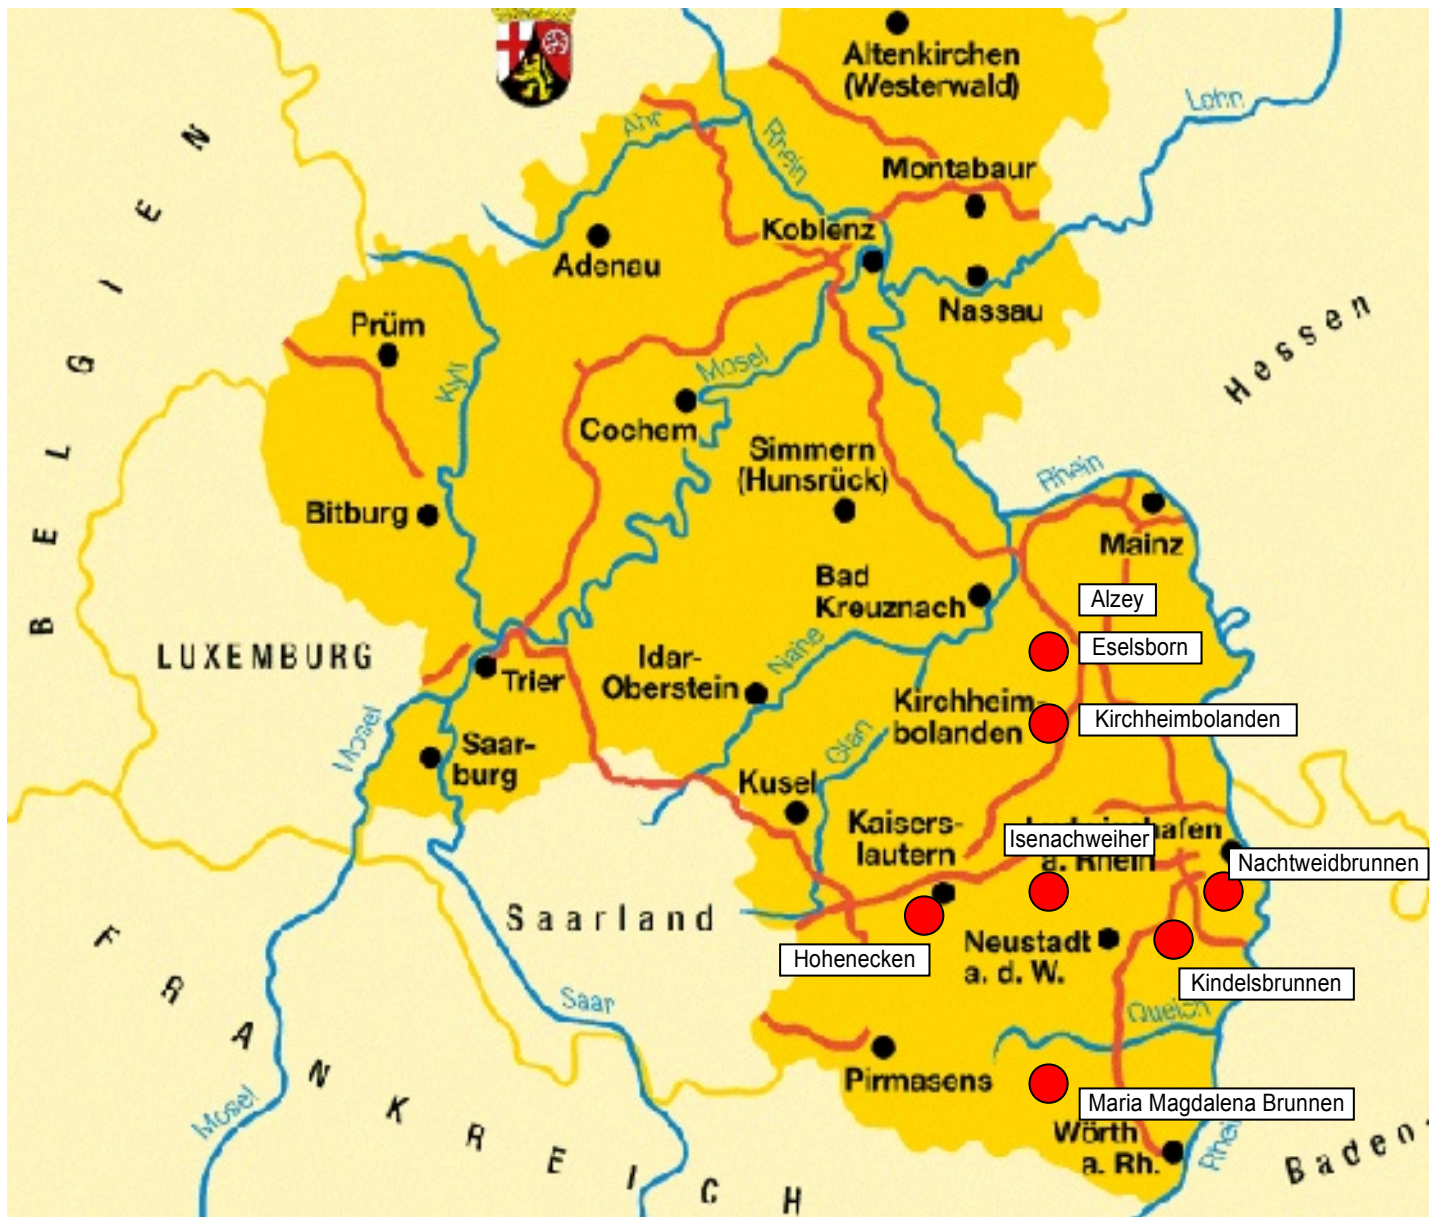 Altenkirchen
(Westerwald)
Lahn
Ahr
Rhein
Montabaur
Koblenz
Adenau
Nassau
BELGIEN
Prüm
Hessen
Kyll
Mosel
Cochem
Simmern
(Hunsrück)
Rhein
Bitburg
Mainz
Bad
Kreuznach
Alzey
Eselsborn
LUXEMBURG
Trier
Idar-
Oberstein
Nahe
Kirchheim-
bolanden
Kirchheimbolanden
Mosel
Saar-
burg
Glan
Kusel
Kaisers-
lautern
Isenachweiher
hafen
a. Rhein
Nachtweidbrunnen
Saarland
Hohenecken
Neustadt
a. d. W.
Kindelsbrunnen
Saar
Queich
FRANKREICH
Pirmasens
Maria Magdalena Brunnen
Mosel
Wörth
a. Rh.
Rhein
Baden-